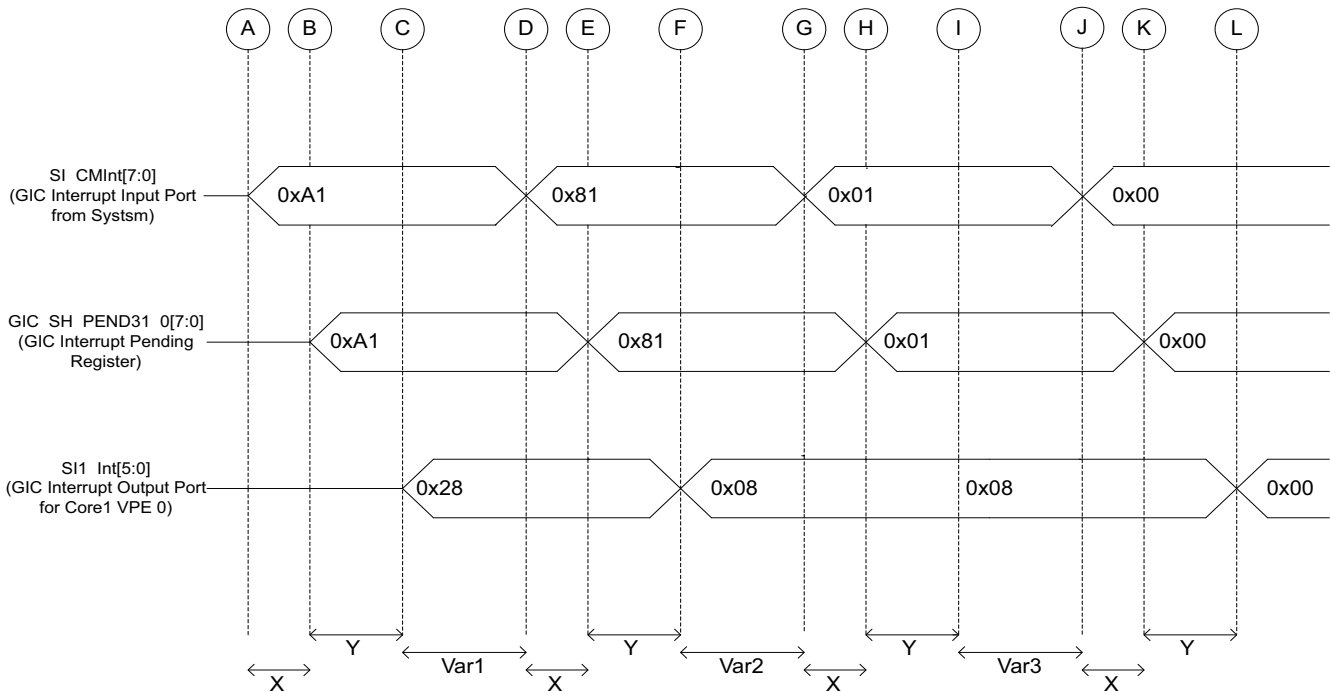 A B C D E F G H I J K L
SI CMInt[7:0]
(GIC Interrupt Input Port
from Systsm)
0xA1 0x81 0x01 0x00
GIC SH PEND31 0[7:0]
(GIC Interrupt Pending
Register)
0xA1 0x81 0x01 0x00
SI1 Int[5:0]
(GIC Interrupt Output Port
for Core1 VPE 0)
0x28 0x08 0x08 0x00
Y Y Y Y
Var1 Var2 Var3
X X X X